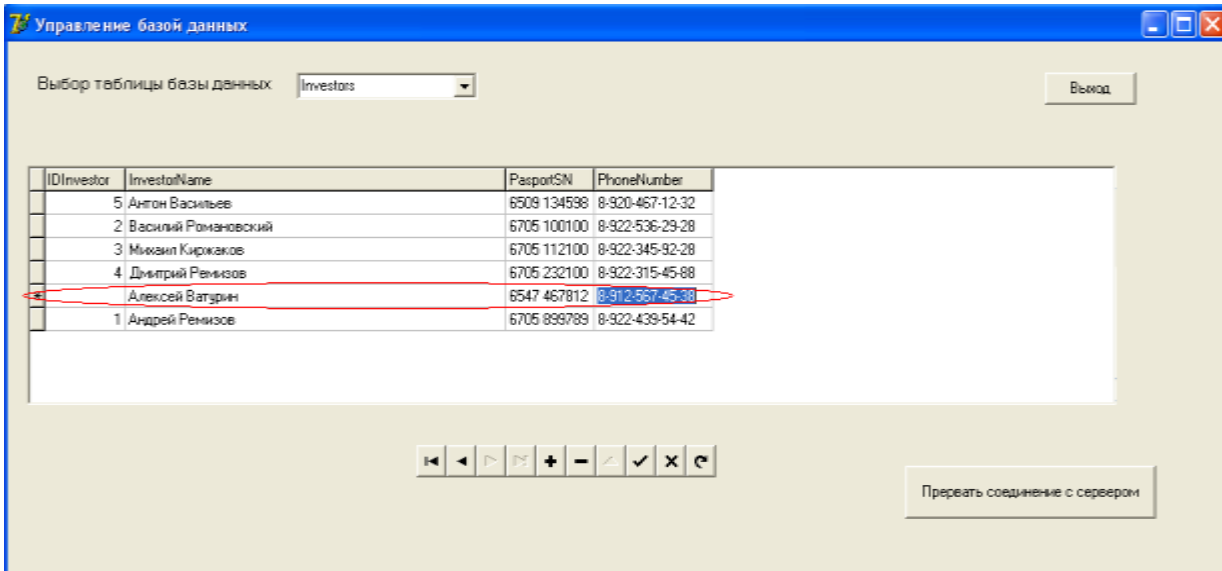 Управление базой данных
Выбор таблицы базы данных Investors Выход
IDInvestor InvestorName PasportSN PhoneNumber
5 Антон Васильев 6509 134598 8-920-467-12-32
2 Василий Романовский 6705 100100 8-922-536-29-28
3 Михаил Киржаков 6705 112100 8-922-345-92-28
4 Дмитрий Ремизов 6705 232100 8-922-315-45-88
Алексей Ватурин 6547 467812 8-912-567-45-38
1 Андрей Ремизов 6705 899789 8-922-439-54-42
Прервать соединение с сервером